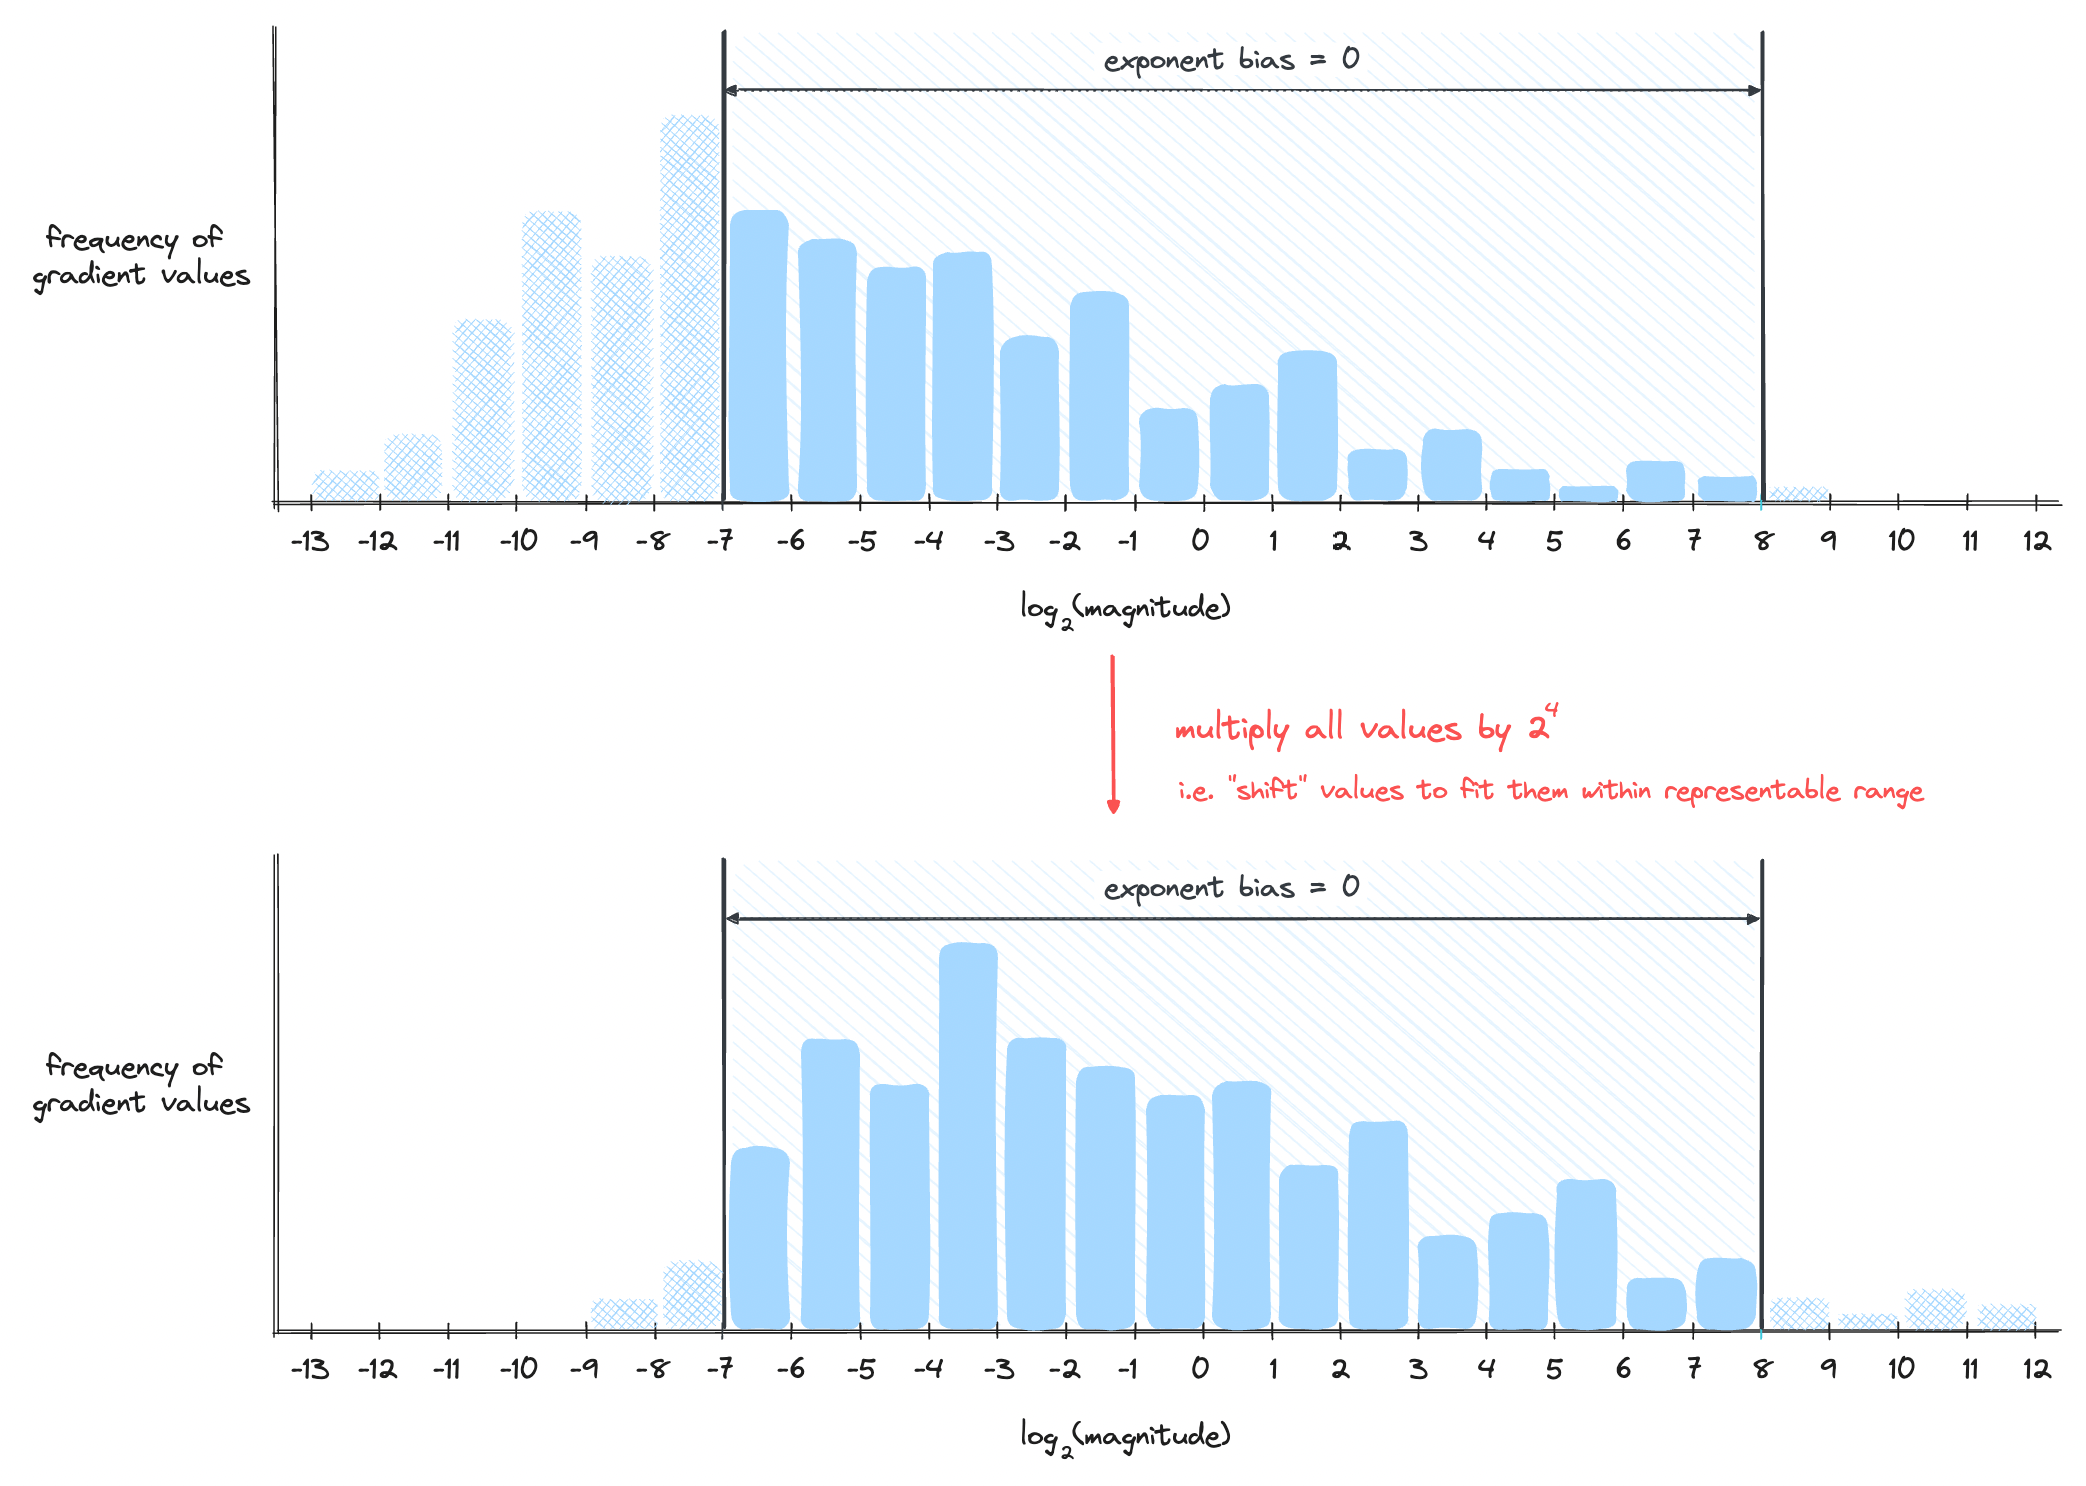 exponent bias = 0
frequency of
gradient values
-13 -12 -11 -10 -9 -8 -7 -6 -5 -4 -3 -2 -1 0 1 2 3 4 5 6 7 8 9 10 11 12
log₂(magnitude)
multiply all values by 2⁴
i.e. "shift" values to fit them within representable range
exponent bias = 0
frequency of
gradient values
-13 -12 -11 -10 -9 -8 -7 -6 -5 -4 -3 -2 -1 0 1 2 3 4 5 6 7 8 9 10 11 12
log₂(magnitude)